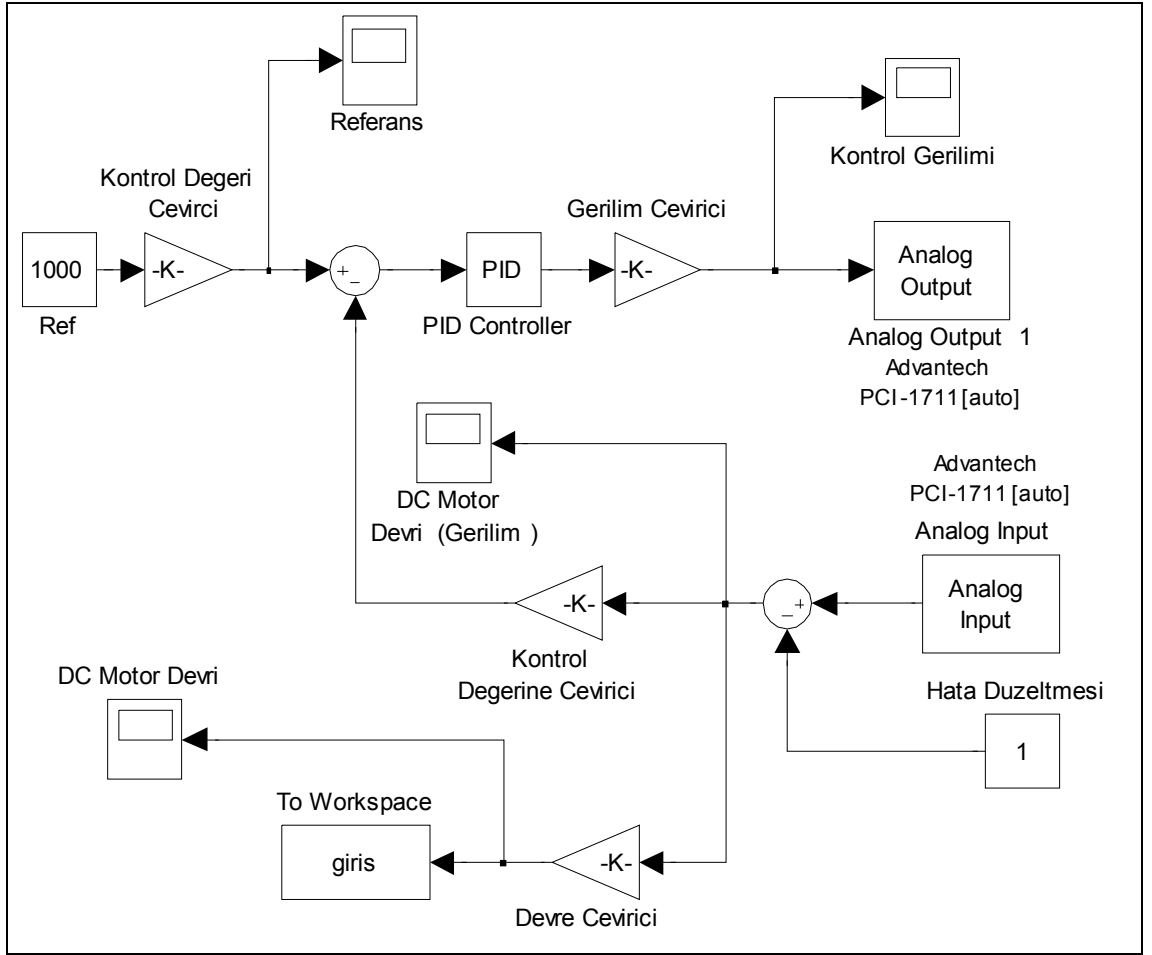 Referans
Kontrol Gerilimi
Kontrol Degeri
Cevirci
Gerilim Cevirici
1000
-K-
+
_
PID
-K-
Analog
Output
Ref
PID Controller
Analog Output 1
Advantech
PCI-1711 [auto]
DC Motor
Devri (Gerilim )
Advantech
PCI-1711 [auto]
Analog Input
-K-
_
+
Analog
Input
Kontrol
Degerine Cevirici
DC Motor Devri
Hata Duzeltmesi
1
To Workspace
giris
-K-
Devre Cevirici